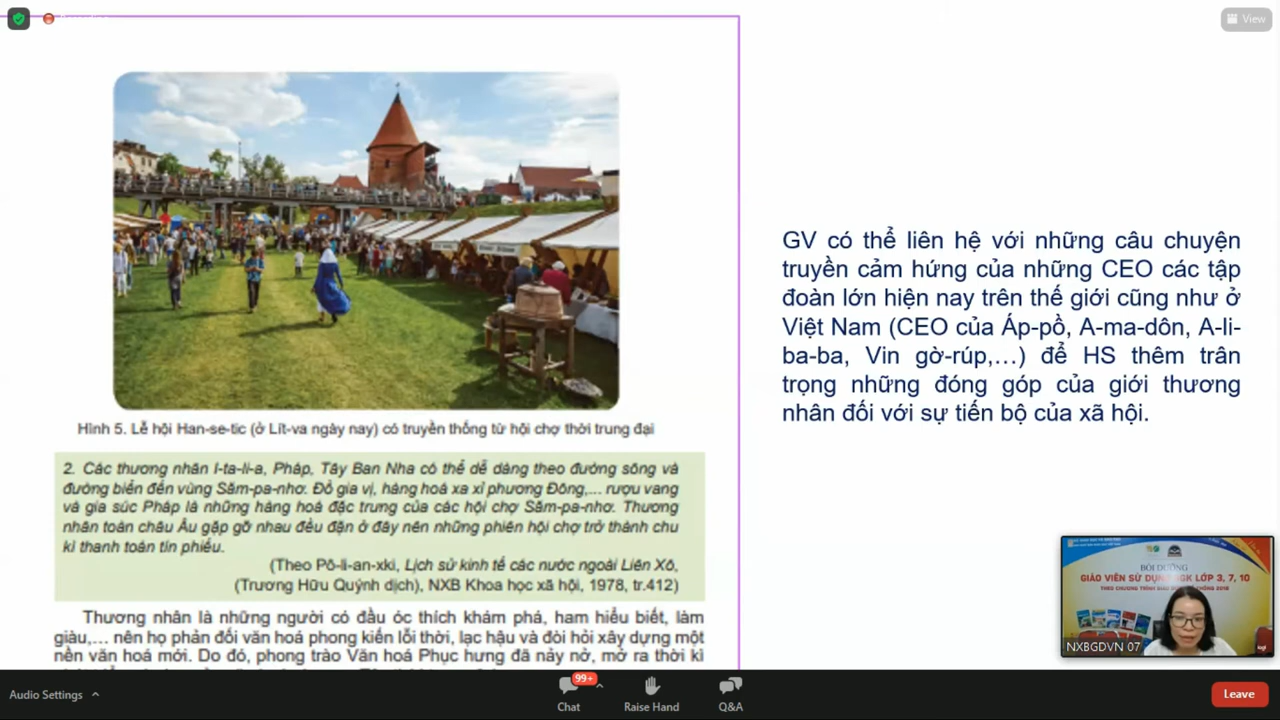 View
Hình 5. Lễ hội Han-se-tic (ở Lít-va ngày nay) có truyền thống từ hội chợ thời trung đại
2. Các thương nhân I-ta-li-a, Pháp, Tây Ban Nha có thể dễ dàng theo đường sông và
đường biển đến vùng Săm-pa-nhơ. Đồ gia vị, hàng hoá xa xỉ phương Đông,... rượu vang
và gia súc Pháp là những hàng hoá đặc trưng của các hội chợ Săm-pa-nhơ. Thương
nhân toàn châu Âu gặp gỡ nhau đều đặn ở đây nên những phiên hội chợ trở thành chu
kì thanh toán tín phiếu.
(Theo Pô-li-an-xki, Lịch sử kinh tế các nước ngoài Liên Xô,
(Trương Hữu Quýnh dịch), NXB Khoa học xã hội, 1978, tr.412)
Thương nhân là những người có đầu óc thích khám phá, ham hiểu biết, làm
giàu,... nên họ phản đối văn hoá phong kiến lỗi thời, lạc hậu và đòi hỏi xây dựng một
nền văn hoá mới. Do đó, phong trào Văn hoá Phục hưng đã nảy nở, mở ra thời kì
GV có thể liên hệ với những câu chuyện
truyền cảm hứng của những CEO các tập
đoàn lớn hiện nay trên thế giới cũng như ở
Việt Nam (CEO của Áp-pồ, A-ma-dôn, A-li-
ba-ba, Vin gờ-rúp,…) để HS thêm trân
trọng những đóng góp của giới thương
nhân đối với sự tiến bộ của xã hội.
BỒI DƯỠNG
GIÁO VIÊN SỬ DỤNG SGK LỚP 3, 7, 10
NXBGDVN 07
Audio Settings
99+
Chat
Raise Hand
Q&A
Leave